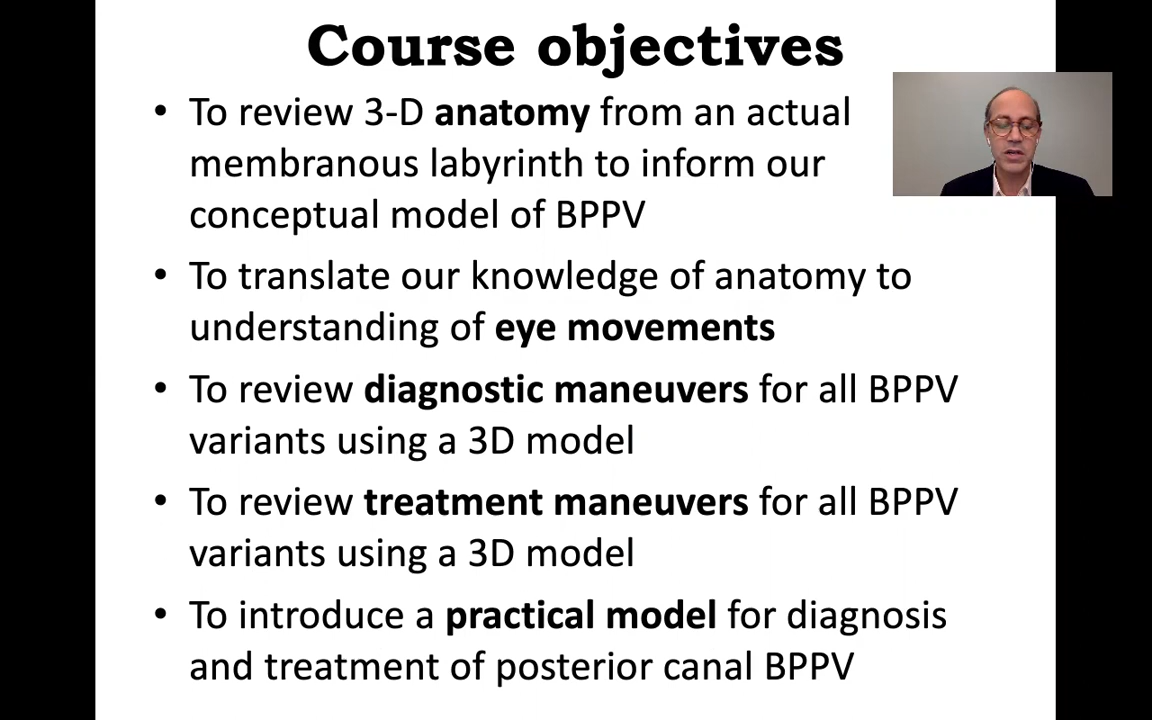 Course objectives
• To review 3-D anatomy from an actual
membranous labyrinth to inform our
conceptual model of BPPV
• To translate our knowledge of anatomy to
understanding of eye movements
• To review diagnostic maneuvers for all BPPV
variants using a 3D model
• To review treatment maneuvers for all BPPV
variants using a 3D model
• To introduce a practical model for diagnosis
and treatment of posterior canal BPPV